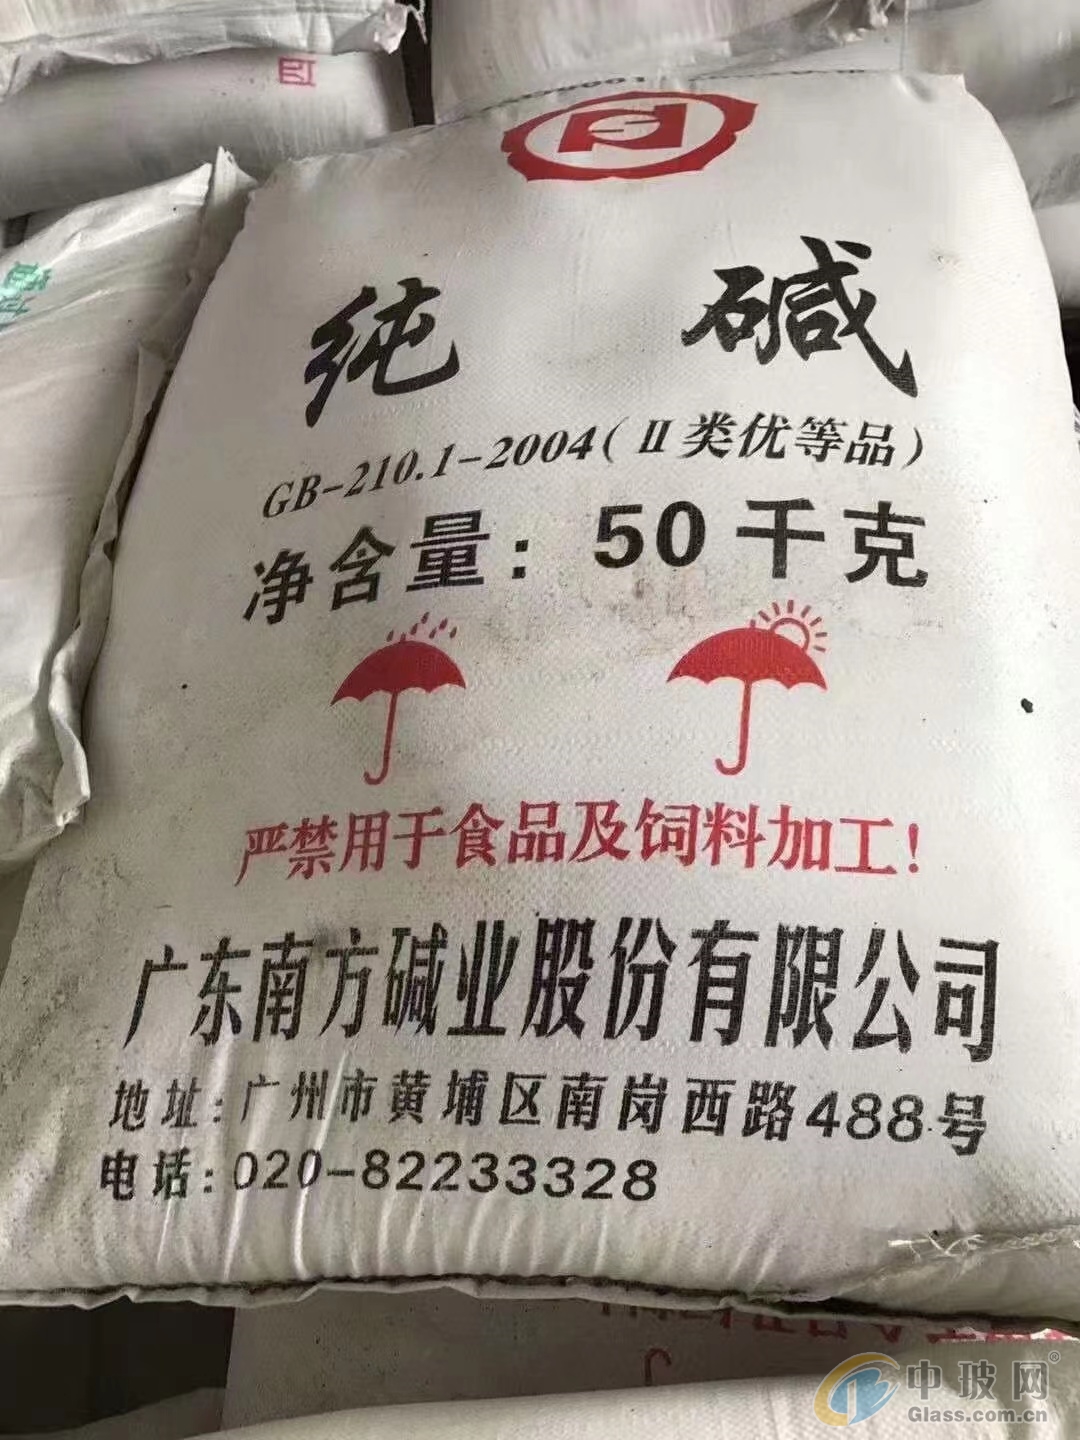 纯碱
GB-210.1-2004(Ⅱ类优等品)
净含量：50千克
严禁用于食品及饲料加工！
广东南方碱业股份有限公司
地址：广州市黄埔区南岗西路488号
电话：020-82233328
中玻网®
Glass.com.cn